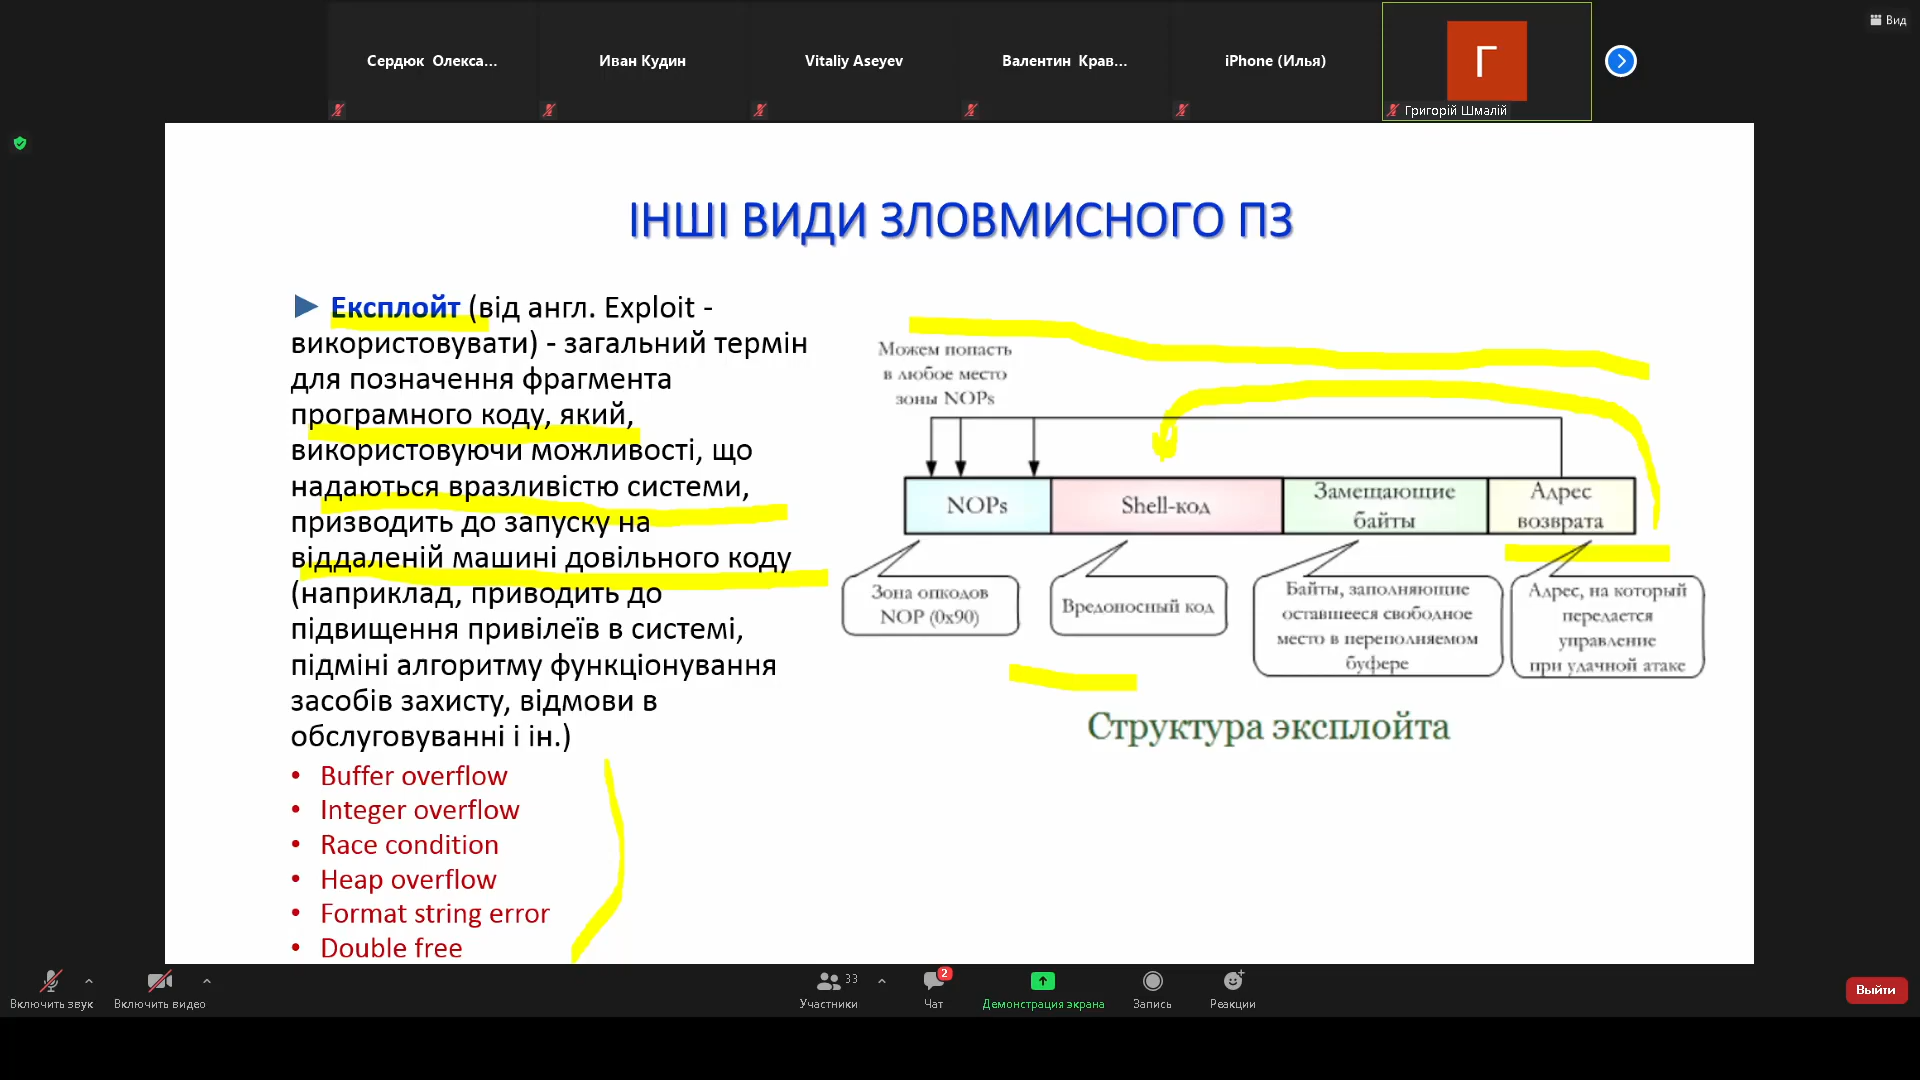 Вид
Сердюк Олекса...
Иван Кудин
Vitaliy Aseyev
Валентин Крав...
iPhone (Илья)
Г
Григорій Шмалій
ІНШІ ВИДИ ЗЛОВМИСНОГО ПЗ
Експлойт (від англ. Exploit -
використовувати) - загальний термін
для позначення фрагмента
програмного коду, який,
використовуючи можливості, що
надаються вразливістю системи,
призводить до запуску на
віддаленій машині довільного коду
(наприклад, приводить до
підвищення привілеїв в системі,
підміні алгоритму функціонування
засобів захисту, відмови в
обслуговуванні і ін.)
• Buffer overflow
• Integer overflow
• Race condition
• Heap overflow
• Format string error
• Double free
Можем попасть
в любое место
зоны NOPs
NOPs
Shell-код
Замещающие
байты
Адрес
возврата
Зона опкодов
NOP (0x90)
Вредоносный код
Байты, заполняющие
оставшееся свободное
место в переполняемом
буфере
Адрес, на который
передается
управление
при удачной атаке
Структура эксплойта
Включить звук
Включить видео
33
Участники
2
Чат
Демонстрация экрана
Запись
Реакции
Выйти